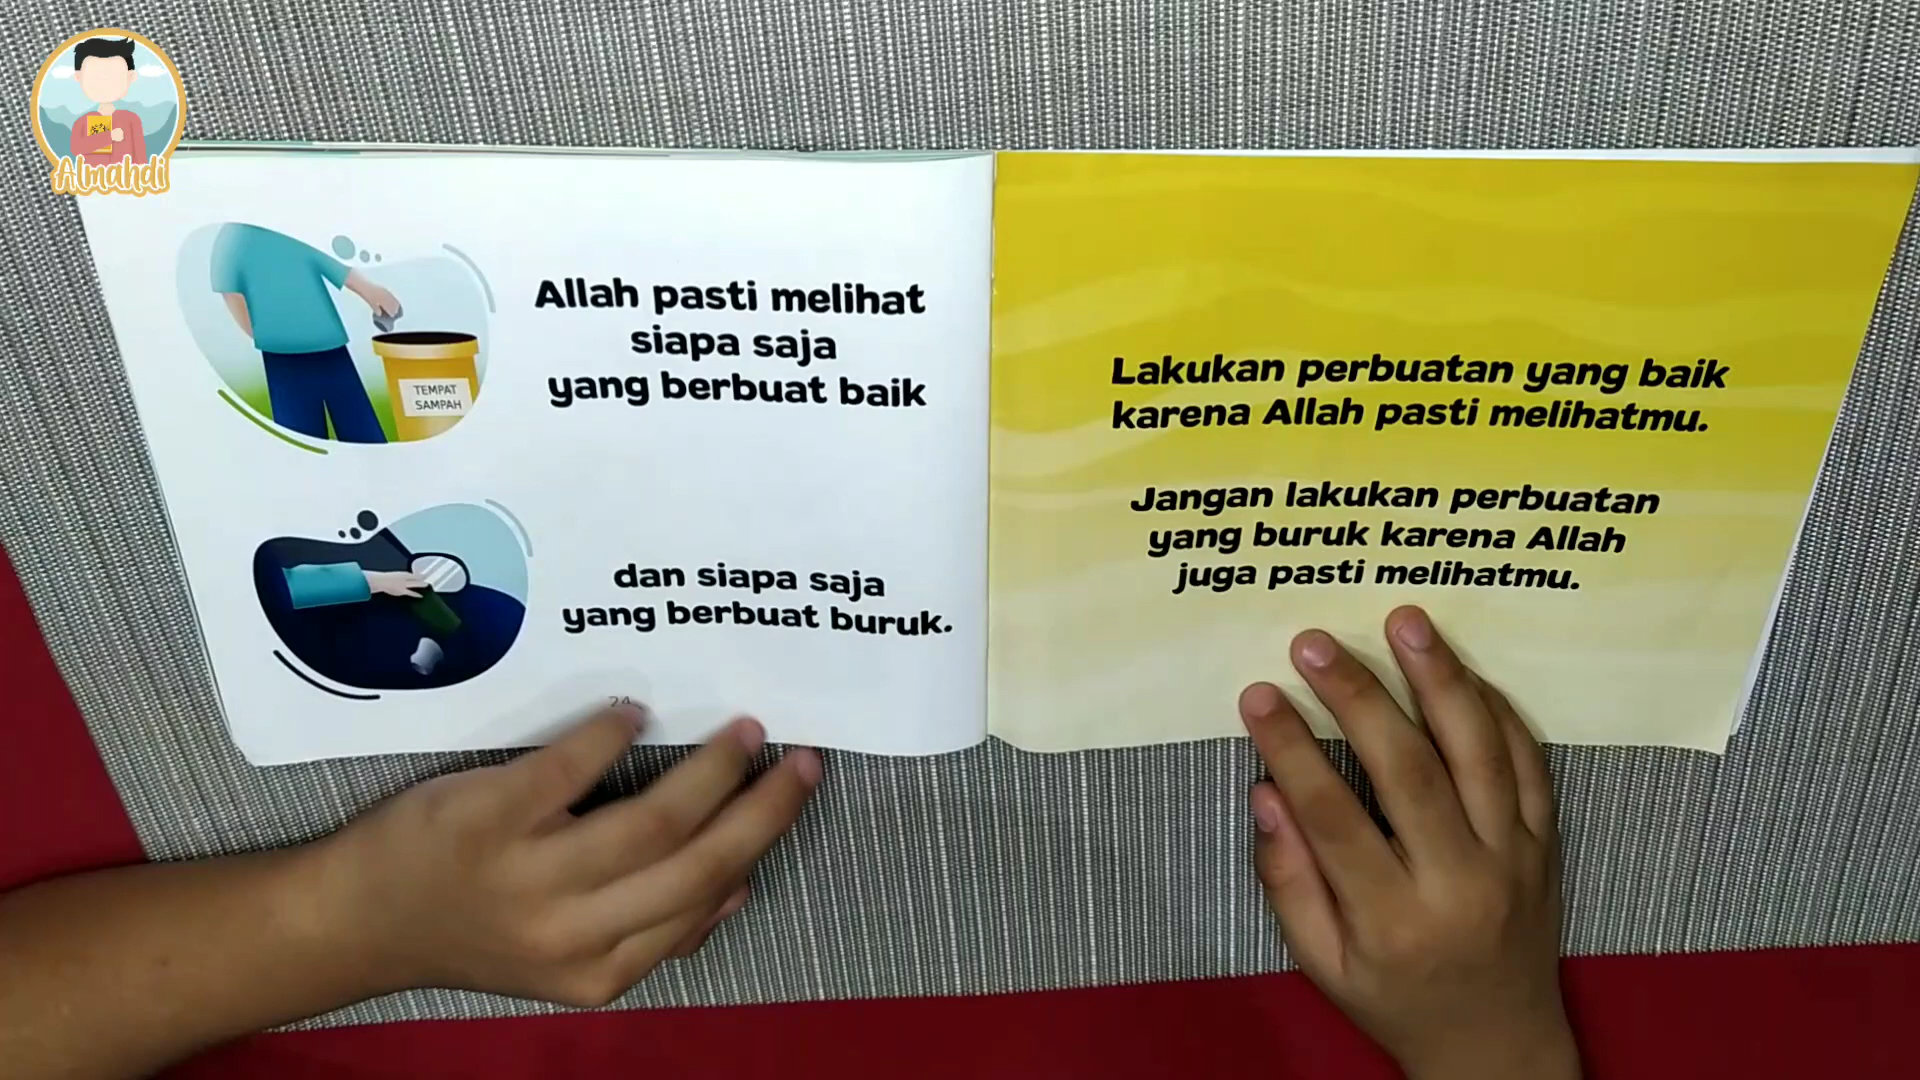 Almahdi
Allah pasti melihat
siapa saja
yang berbuat baik
TEMPAT
SAMPAH
dan siapa saja
yang berbuat buruk.
24
Lakukan perbuatan yang baik
karena Allah pasti melihatmu.
Jangan lakukan perbuatan
yang buruk karena Allah
juga pasti melihatmu.